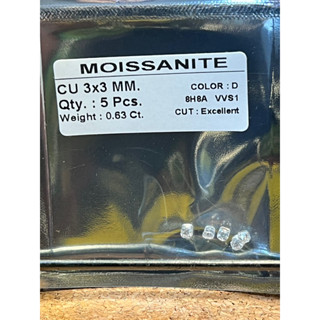 MOISSANITE
CU 3x3 MM.
Qty. : 5 Pcs.
Weight : 0.63 Ct.
COLOR : D
8H8A VVS1
CUT : Excellent